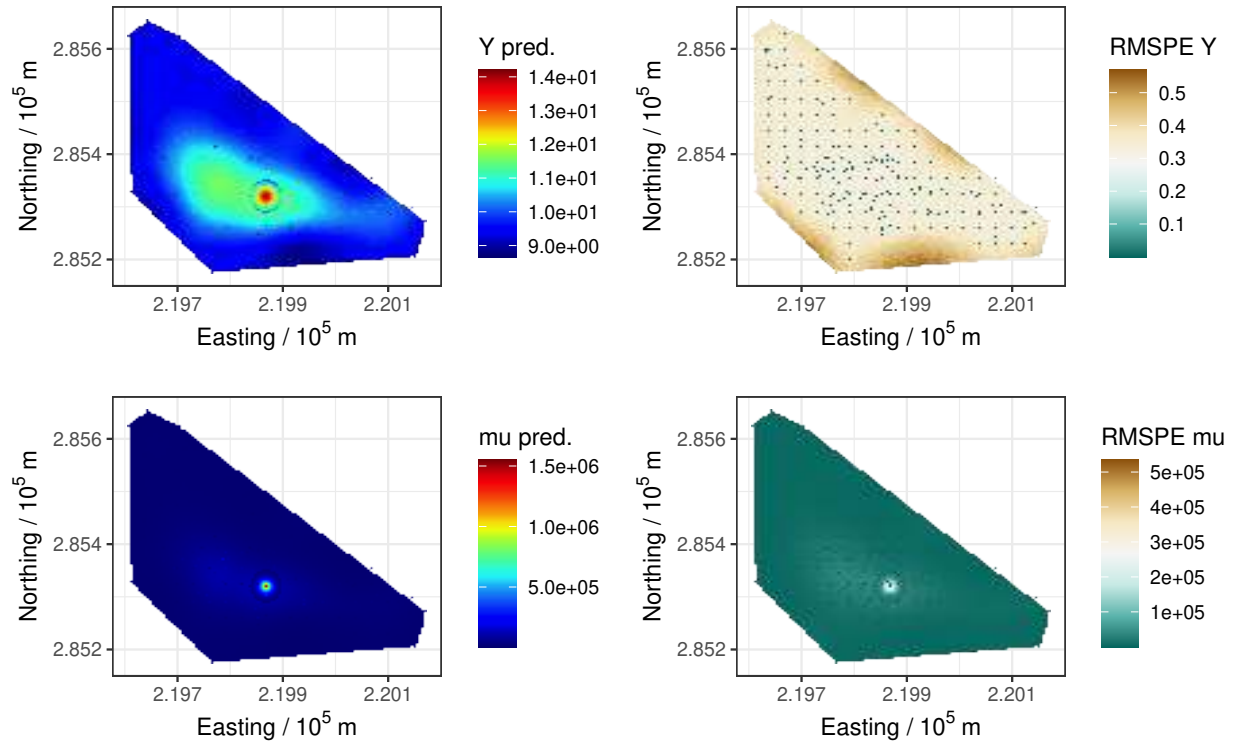 Y pred.
1.4e+01
1.3e+01
1.2e+01
1.1e+01
1.0e+01
9.0e+00
2.856
2.854
2.852
Northing / 10^5 m
2.197 2.199 2.201
Easting / 10^5 m
RMSPE Y
0.5
0.4
0.3
0.2
0.1
2.856
2.854
2.852
Northing / 10^5 m
2.197 2.199 2.201
Easting / 10^5 m
mu pred.
1.5e+06
1.0e+06
5.0e+05
2.856
2.854
2.852
Northing / 10^5 m
2.197 2.199 2.201
Easting / 10^5 m
RMSPE mu
5e+05
4e+05
3e+05
2e+05
1e+05
2.856
2.854
2.852
Northing / 10^5 m
2.197 2.199 2.201
Easting / 10^5 m